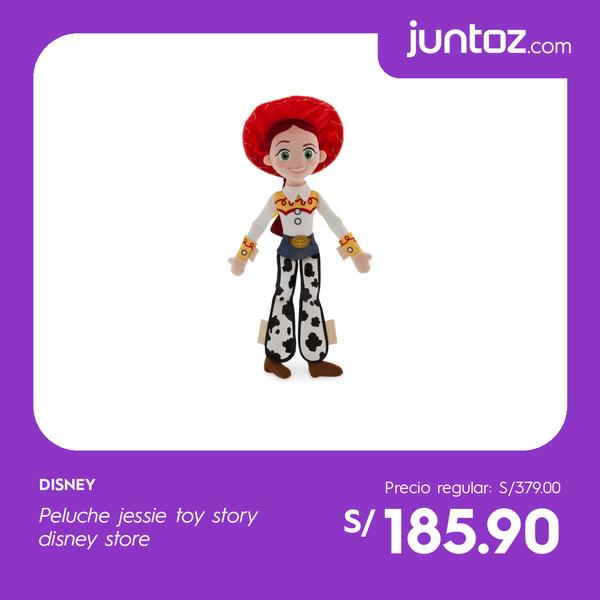 juntoz.com
DISNEY
Peluche jessie toy story
disney store
Precio regular: S/379.00
S/185.90